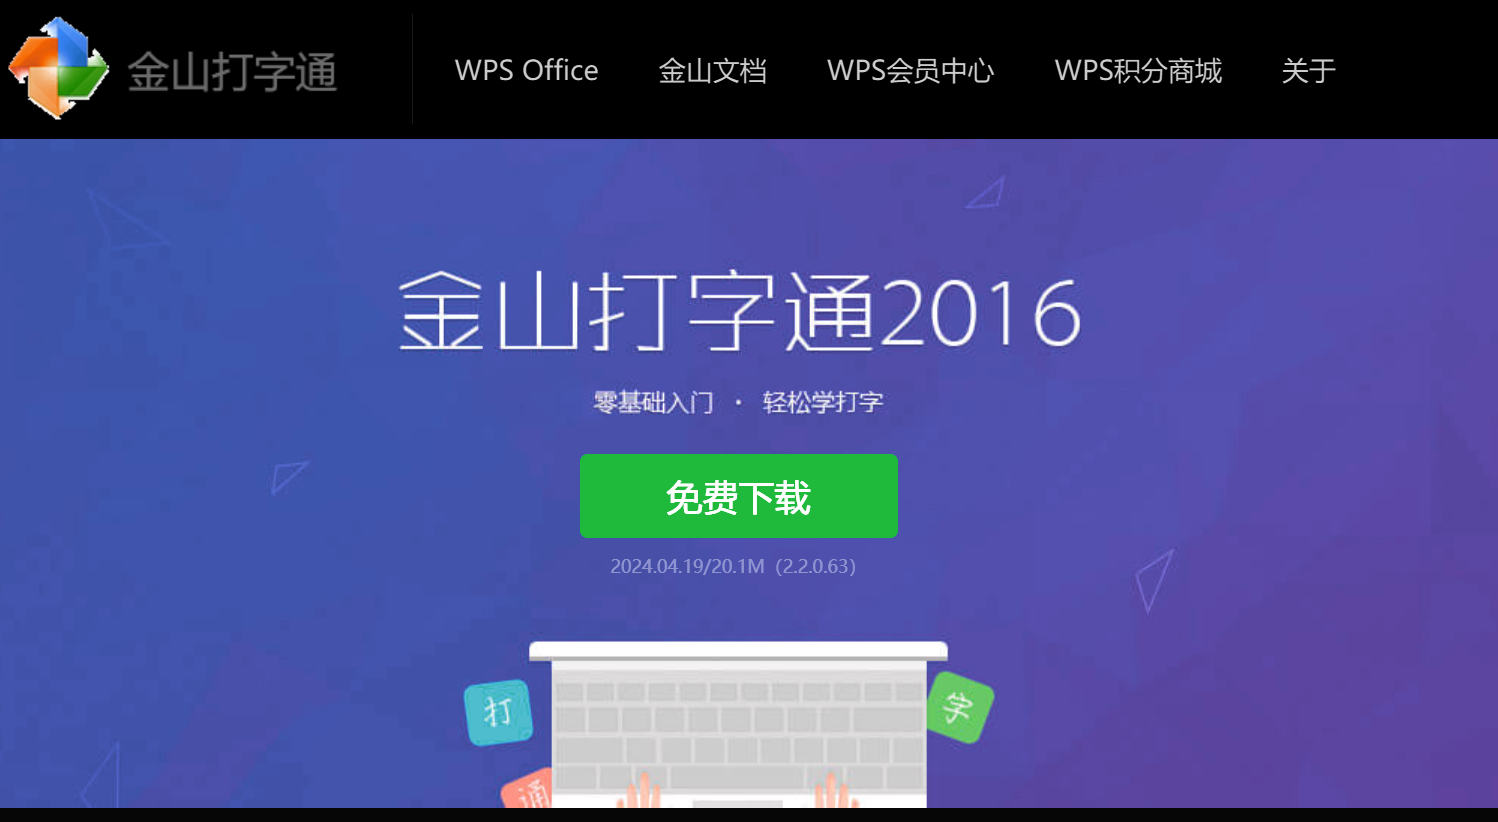 金山打字通
WPS Office 金山文档 WPS会员中心 WPS积分商城 关于
金山打字通2016
零基础入门 · 轻松学打字
免费下载
2024.04.19/20.1M（2.2.0.63）
打
字
通